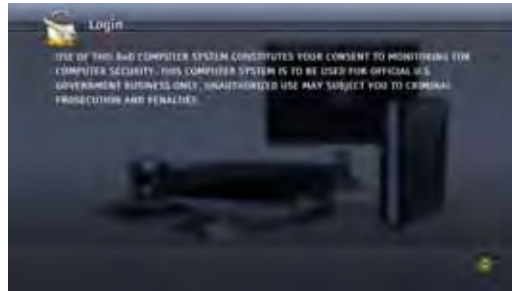 Login
USE OF THIS DoD COMPUTER SYSTEM CONSTITUTES YOUR CONSENT TO MONITORING FOR
COMPUTER SECURITY. THIS COMPUTER SYSTEM IS TO BE USED FOR OFFICIAL U.S.
GOVERNMENT BUSINESS ONLY. UNAUTHORIZED USE MAY SUBJECT YOU TO CRIMINAL
PROSECUTION AND PENALTIES.